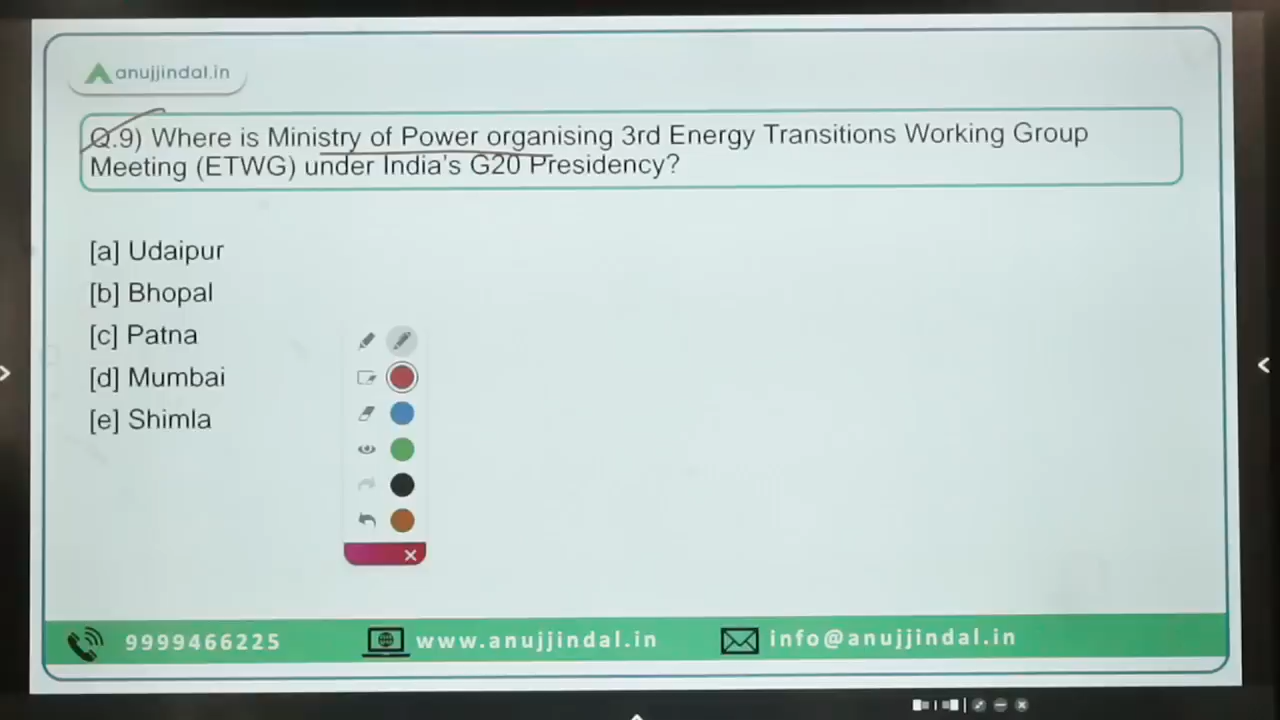 anujjindal.in
Q.9) Where is Ministry of Power organising 3rd Energy Transitions Working Group
Meeting (ETWG) under India's G20 Presidency?
[a] Udaipur
[b] Bhopal
[c] Patna
[d] Mumbai
[e] Shimla
9999466225
www.anujjindal.in
info@anujjindal.in